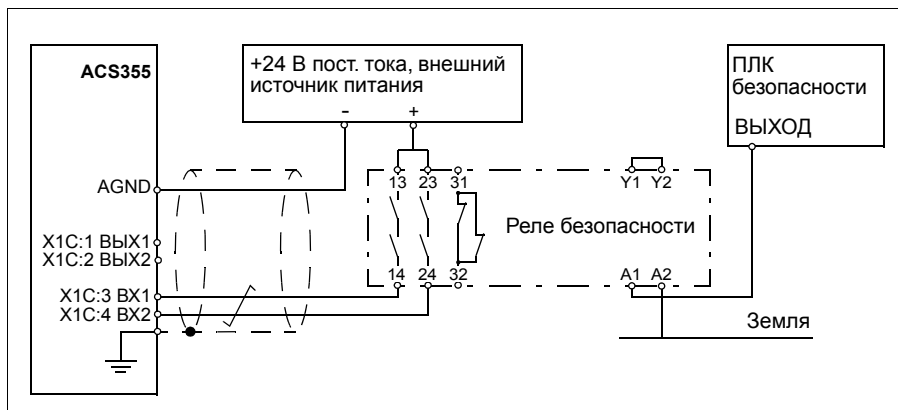 ACS355
+24 В пост. тока, внешний
источник питания
- +
ПЛК
безопасности
ВЫХОД
AGND
13 23 31
Y1 Y2
X1C:1 ВЫХ1
X1C:2 ВЫХ2
Реле безопасности
14 24 32
A1 A2
X1C:3 ВХ1
X1C:4 ВХ2
Земля